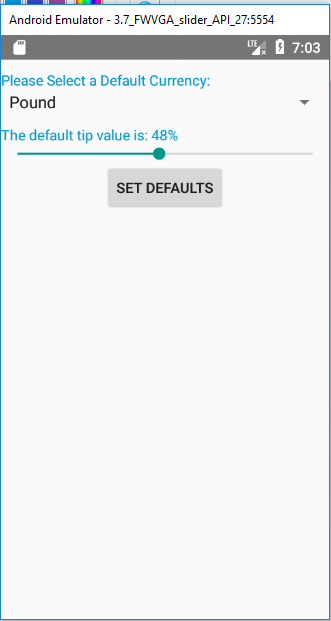 Android Emulator - 3.7_FWVGA_slider_API_27:5554
LTE 7:03
Please Select a Default Currency:
Pound
The default tip value is: 48%
SET DEFAULTS